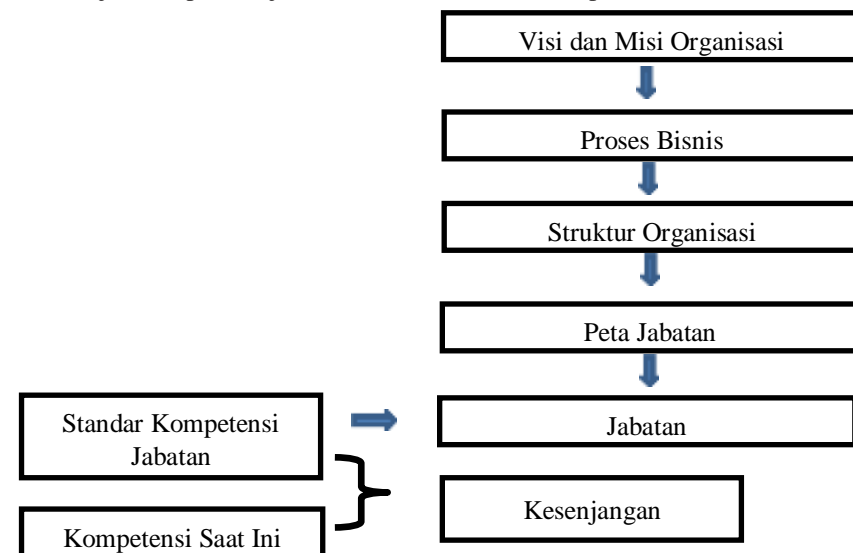 Visi dan Misi Organisasi
Proses Bisnis
Struktur Organisasi
Peta Jabatan
Standar Kompetensi
Jabatan
Jabatan
Kesenjangan
Kompetensi Saat Ini